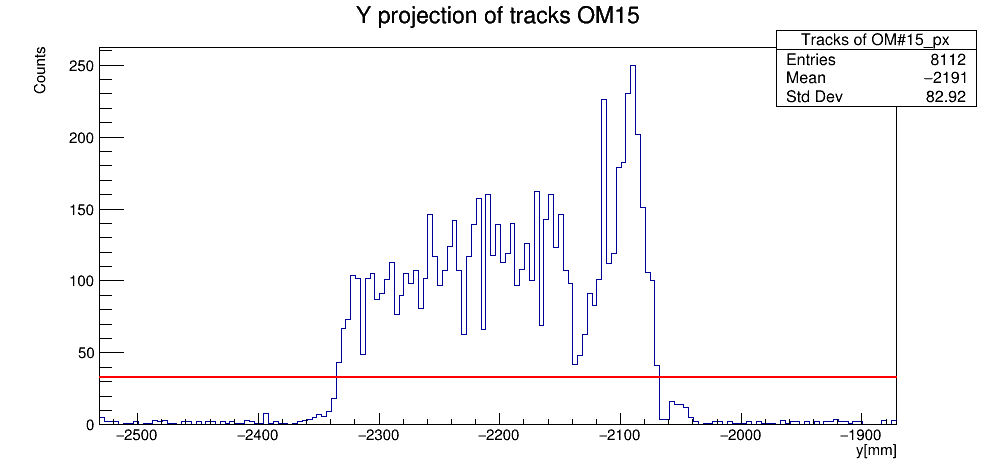 Y projection of tracks OM15
Tracks of OM#15_px
Entries 8112
Mean −2191
Std Dev 82.92
Counts
250
200
150
100
50
0
−2500 −2400 −2300 −2200 −2100 −2000 −1900
y[mm]